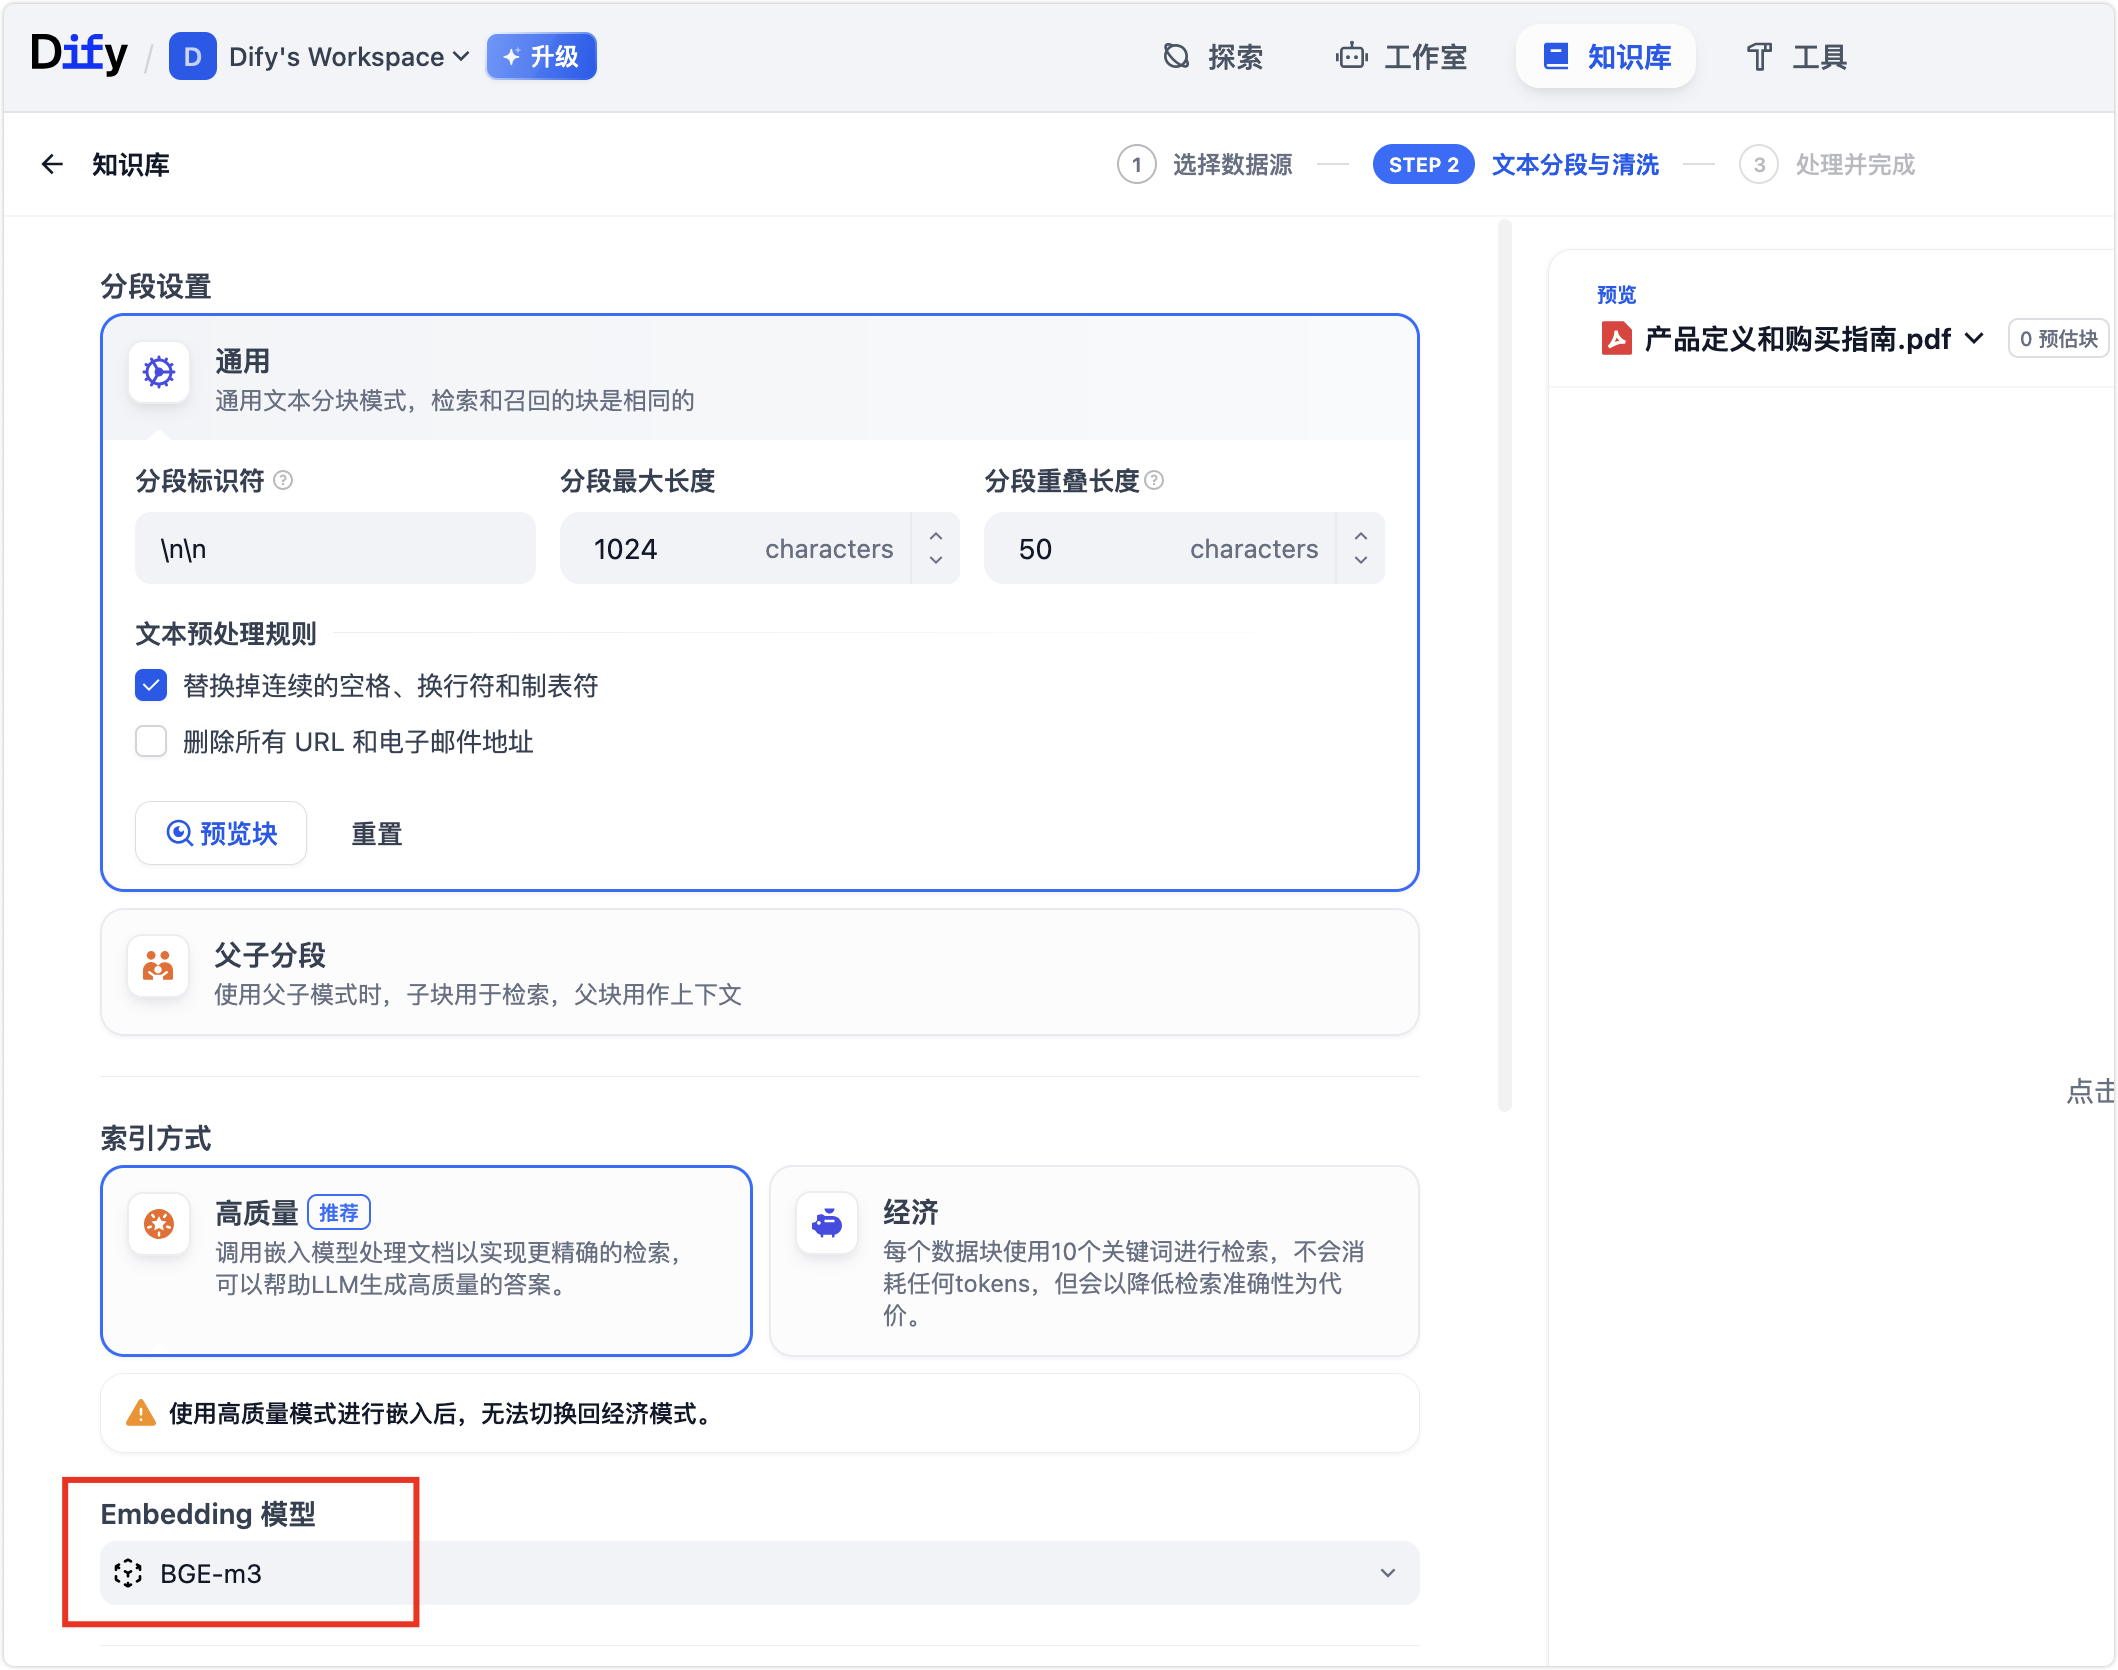 Dify / D Dify's Workspace 升级 探索 工作室 知识库 工具
知识库 1 选择数据源 STEP 2 文本分段与清洗 3 处理并完成
分段设置
通用
通用文本分块模式，检索和召回的块是相同的
分段标识符 ? 分段最大长度 分段重叠长度 ?
\n\n 1024 characters 50 characters
文本预处理规则
替换掉连续的空格、换行符和制表符
删除所有 URL 和电子邮件地址
预览块 重置
父子分段
使用父子模式时，子块用于检索，父块用作上下文
索引方式
高质量 推荐
调用嵌入模型处理文档以实现更精确的检索，
可以帮助LLM生成高质量的答案。
经济
每个数据块使用10个关键词进行检索，不会消
耗任何tokens，但会以降低检索准确性为代
价。
使用高质量模式进行嵌入后，无法切换回经济模式。
Embedding 模型
BGE-m3
预览
产品定义和购买指南.pdf 0 预估块
点击